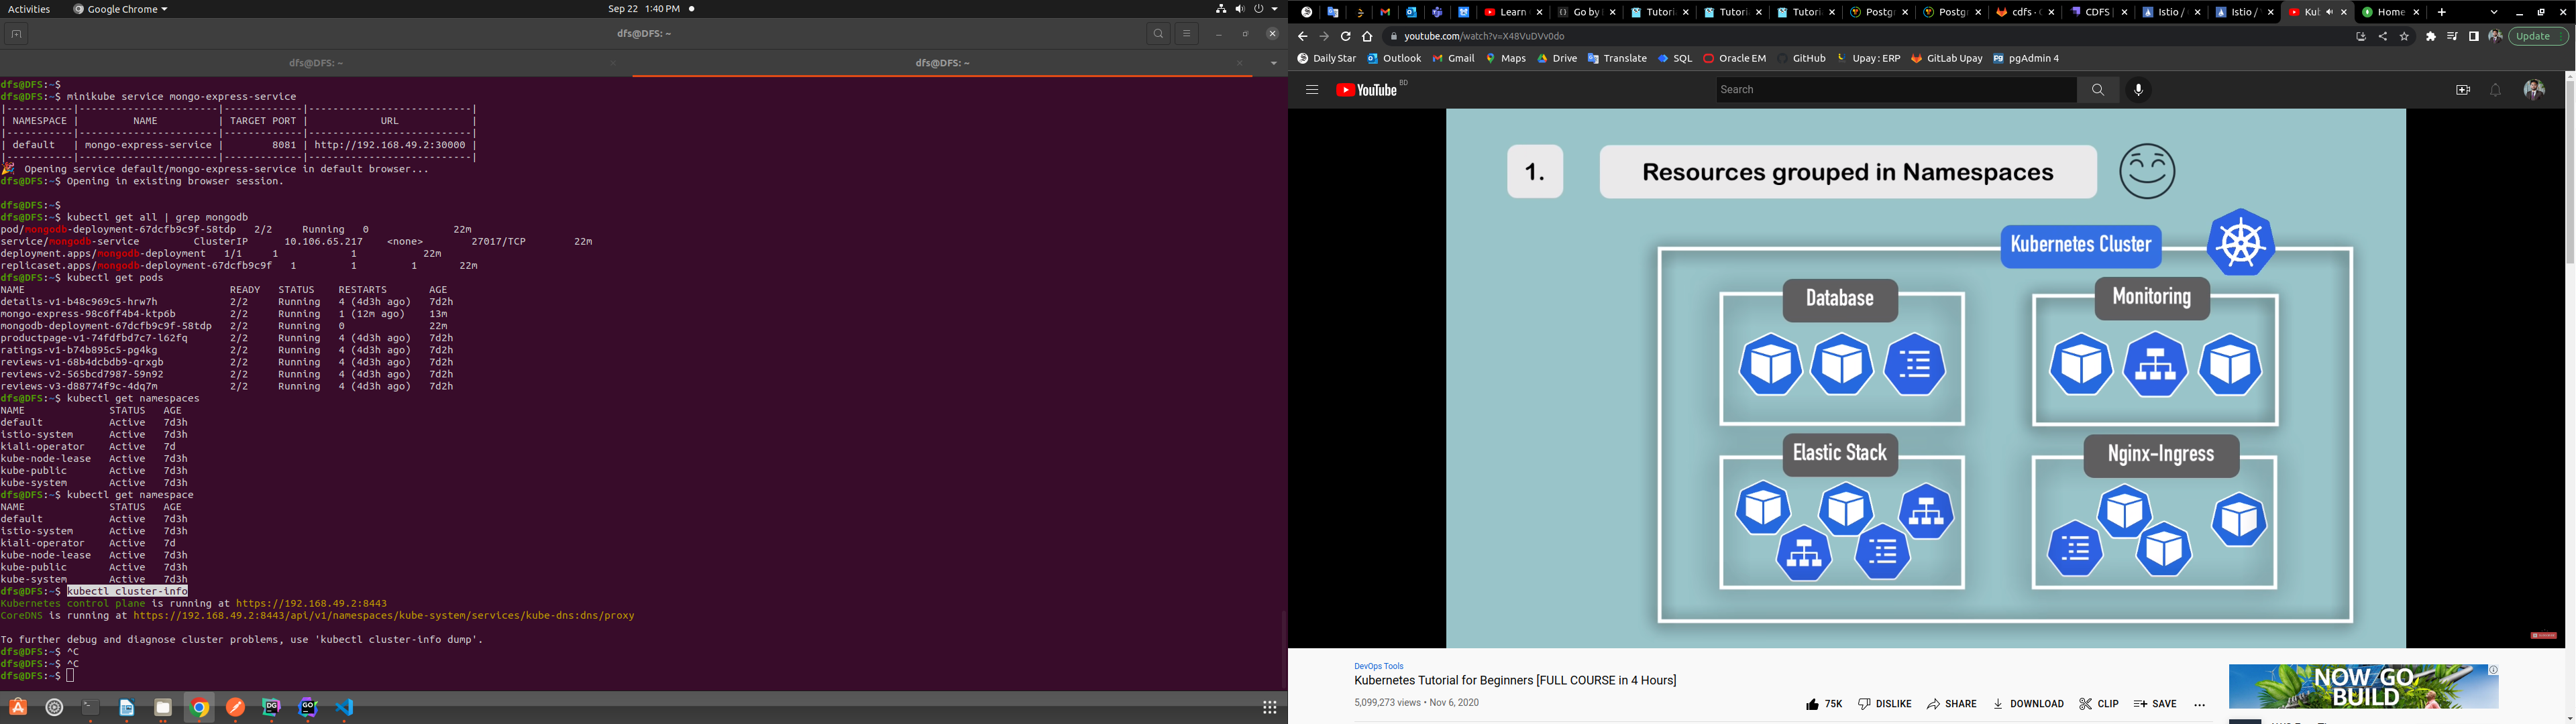 Activities
Google Chrome
Sep 22 1:40 PM
dfs@DFS: ~
dfs@DFS: ~
dfs@DFS: ~
dfs@DFS:~$
dfs@DFS:~$ minikube service mongo-express-service
|-----------|-----------------------|-------------|---------------------------|
| NAMESPACE | NAME | TARGET PORT | URL |
|-----------|-----------------------|-------------|---------------------------|
| default | mongo-express-service | 8081 | http://192.168.49.2:30000 |
|-----------|-----------------------|-------------|---------------------------|
🎉 Opening service default/mongo-express-service in default browser...
dfs@DFS:~$ Opening in existing browser session.
dfs@DFS:~$
dfs@DFS:~$ kubectl get all | grep mongodb
pod/mongodb-deployment-67dcfb9c9f-58tdp 2/2 Running 0 22m
service/mongodb-service ClusterIP 10.106.65.217 <none> 27017/TCP 22m
deployment.apps/mongodb-deployment 1/1 1 1 22m
replicaset.apps/mongodb-deployment-67dcfb9c9f 1 1 1 22m
dfs@DFS:~$ kubectl get pods
NAME READY STATUS RESTARTS AGE
details-v1-b48c969c5-hrw7h 2/2 Running 4 (4d3h ago) 7d2h
mongo-express-98c6ff4b4-ktp6b 2/2 Running 1 (12m ago) 13m
mongodb-deployment-67dcfb9c9f-58tdp 2/2 Running 0 22m
productpage-v1-74fdfbd7c7-l62fq 2/2 Running 4 (4d3h ago) 7d2h
ratings-v1-b74b895c5-pg4kg 2/2 Running 4 (4d3h ago) 7d2h
reviews-v1-68b4dcbdb9-qrxgb 2/2 Running 4 (4d3h ago) 7d2h
reviews-v2-565bcd7987-59n92 2/2 Running 4 (4d3h ago) 7d2h
reviews-v3-d88774f9c-4dq7m 2/2 Running 4 (4d3h ago) 7d2h
dfs@DFS:~$ kubectl get namespaces
NAME STATUS AGE
default Active 7d3h
istio-system Active 7d3h
kiali-operator Active 7d
kube-node-lease Active 7d3h
kube-public Active 7d3h
kube-system Active 7d3h
dfs@DFS:~$ kubectl get namespace
NAME STATUS AGE
default Active 7d3h
istio-system Active 7d3h
kiali-operator Active 7d
kube-node-lease Active 7d3h
kube-public Active 7d3h
kube-system Active 7d3h
dfs@DFS:~$ kubectl cluster-info
Kubernetes control plane is running at https://192.168.49.2:8443
CoreDNS is running at https://192.168.49.2:8443/api/v1/namespaces/kube-system/services/kube-dns:dns/proxy
To further debug and diagnose cluster problems, use 'kubectl cluster-info dump'.
dfs@DFS:~$ ^C
dfs@DFS:~$ ^C
dfs@DFS:~$
Learn
Go by
Tutori
Tutori
Tutori
Postgr
Postgr
cdfs
CDFS
Istio /
Istio /
Kub
Home
youtube.com/watch?v=X48VuDVv0do
Update
Daily Star Outlook Gmail Maps Drive Translate SQL Oracle EM GitHub Upay : ERP GitLab Upay pgAdmin 4
YouTube BD
Search
1.
Resources grouped in Namespaces
Kubernetes Cluster
Database
Monitoring
Elastic Stack
Nginx-Ingress
DevOps Tools
Kubernetes Tutorial for Beginners [FULL COURSE in 4 Hours]
5,099,273 views • Nov 6, 2020
75K DISLIKE SHARE DOWNLOAD CLIP SAVE
NOW GO
BUILD